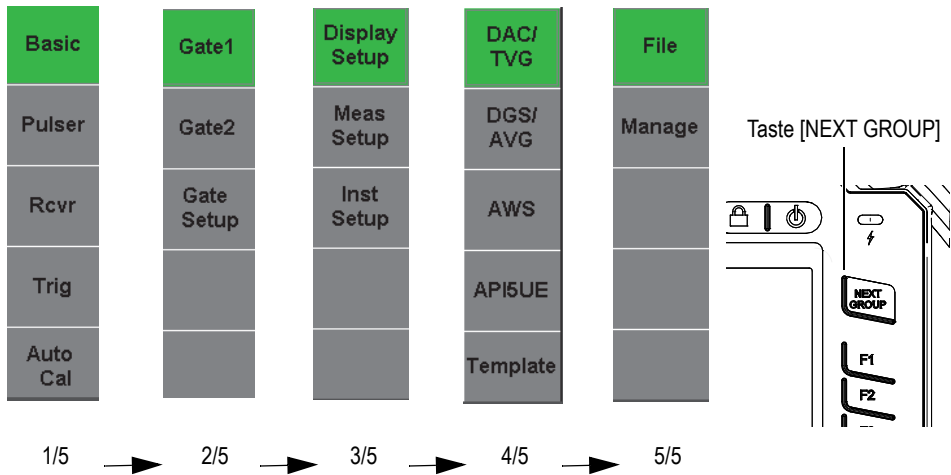 Basic
Pulser
Rcvr
Trig
Auto
Cal
1/5
Gate1
Gate2
Gate
Setup
2/5
Display
Setup
Meas
Setup
Inst
Setup
3/5
DAC/
TVG
DGS/
AVG
AWS
API5UE
Template
4/5
File
Manage
5/5
Taste [NEXT GROUP]
NEXT
GROUP
F1
F2